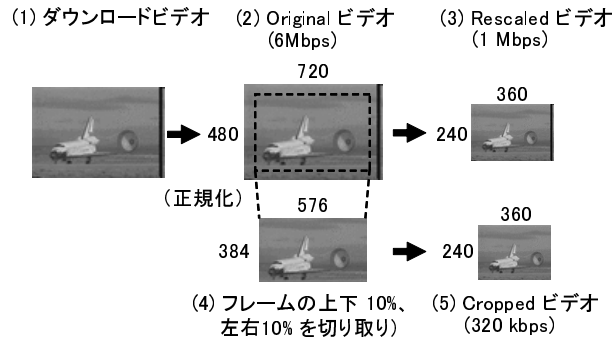 (1) ダウンロードビデオ
(2) Original ビデオ
(6Mbps)
(3) Rescaled ビデオ
(1 Mbps)
720
480
360
240
(正規化)
576
384
360
240
(4) フレームの上下 10%、
左右10% を切り取り)
(5) Cropped ビデオ
(320 kbps)